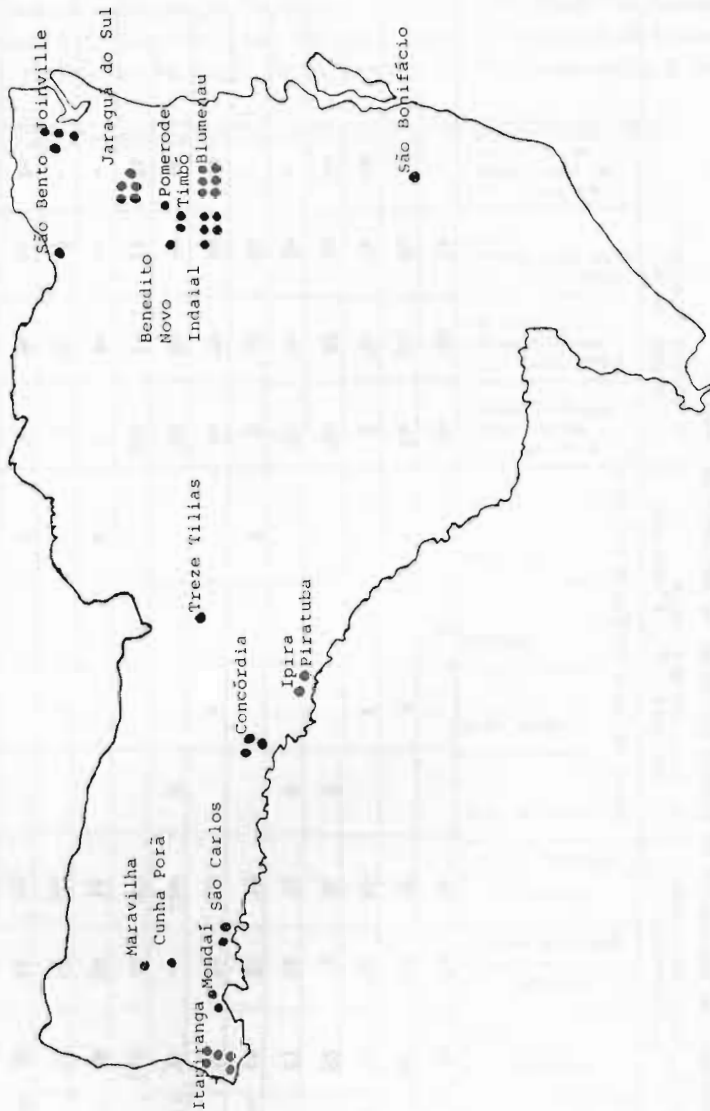 São Bento
Joinville
Jaraguá do Sul
Benedito
Novo
Pomerode
Timbó
Indaial
Blumenau
São Bonifácio
Treze Tilias
Concórdia
Ipira
Piratuba
Maravilha
Cunha Porã
São Carlos
Mondaí
Itapiranga